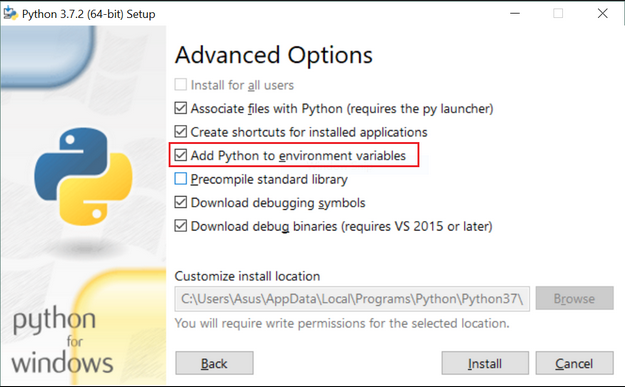 Python 3.7.2 (64-bit) Setup
Advanced Options
Install for all users
Associate files with Python (requires the py launcher)
Create shortcuts for installed applications
Add Python to environment variables
Precompile standard library
Download debugging symbols
Download debug binaries (requires VS 2015 or later)
Customize install location
C:\Users\Asus\AppData\Local\Programs\Python\Python37\
Browse
You will require write permissions for the selected location.
python
for
windows
Back
Install
Cancel